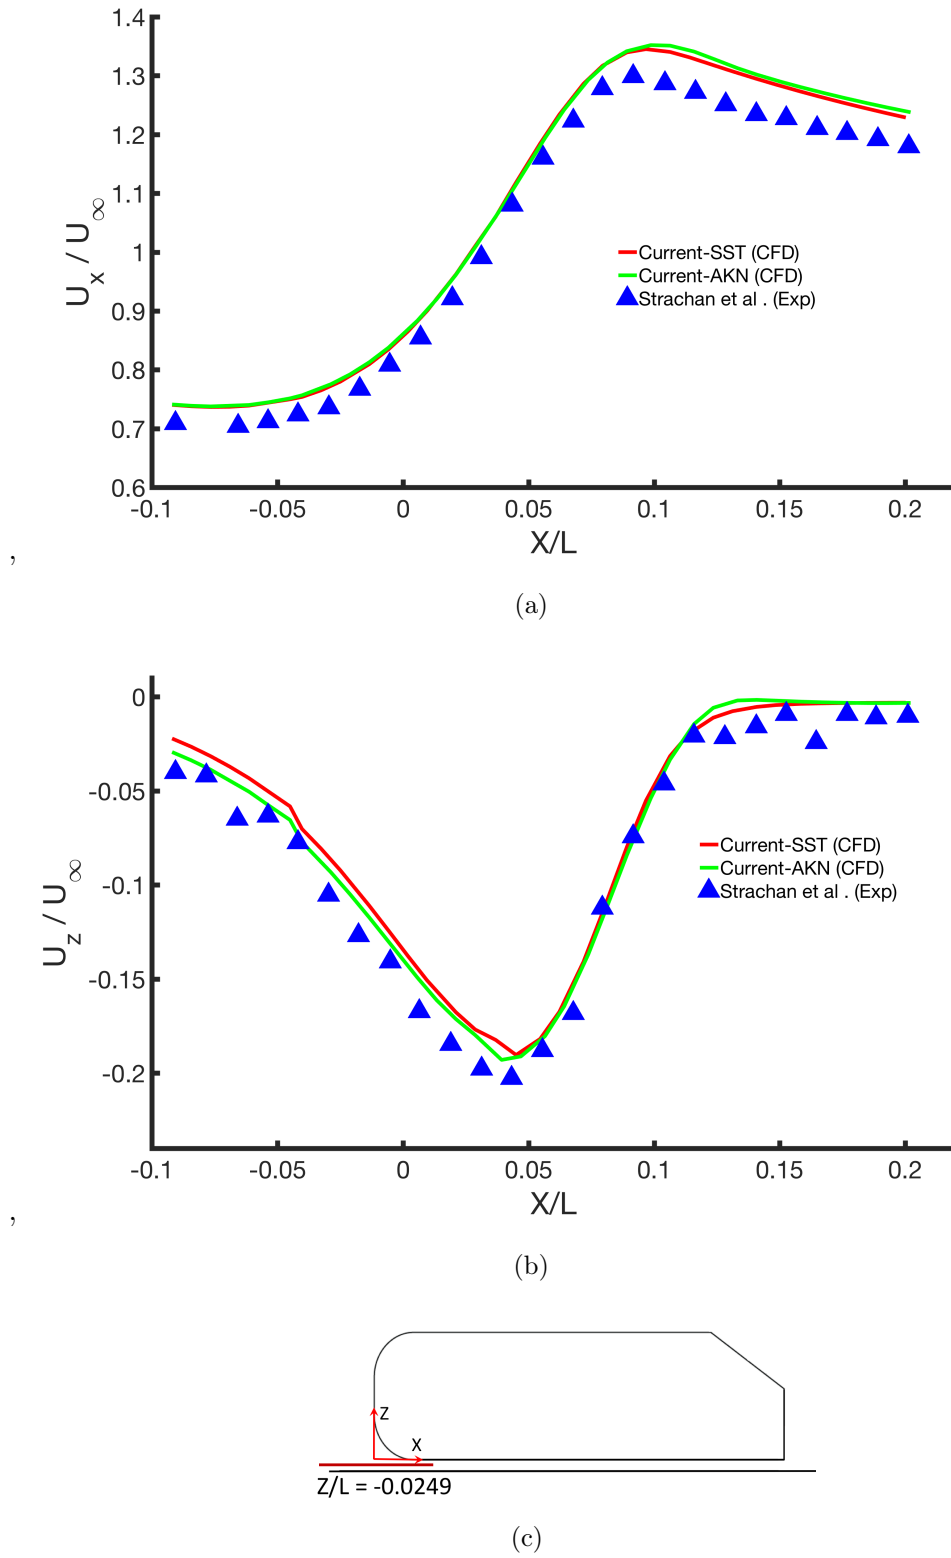 1.4
1.3
1.2
1.1
1
0.9
0.8
0.7
0.6
U_x / U_∞
Current-SST (CFD)
Current-AKN (CFD)
Strachan et al . (Exp)
-0.1 -0.05 0 0.05 0.1 0.15 0.2
X/L
,
(a)
0
-0.05
-0.1
-0.15
-0.2
U_z / U_∞
Current-SST (CFD)
Current-AKN (CFD)
Strachan et al . (Exp)
-0.1 -0.05 0 0.05 0.1 0.15 0.2
X/L
,
(b)
Z
X
Z/L = -0.0249
(c)